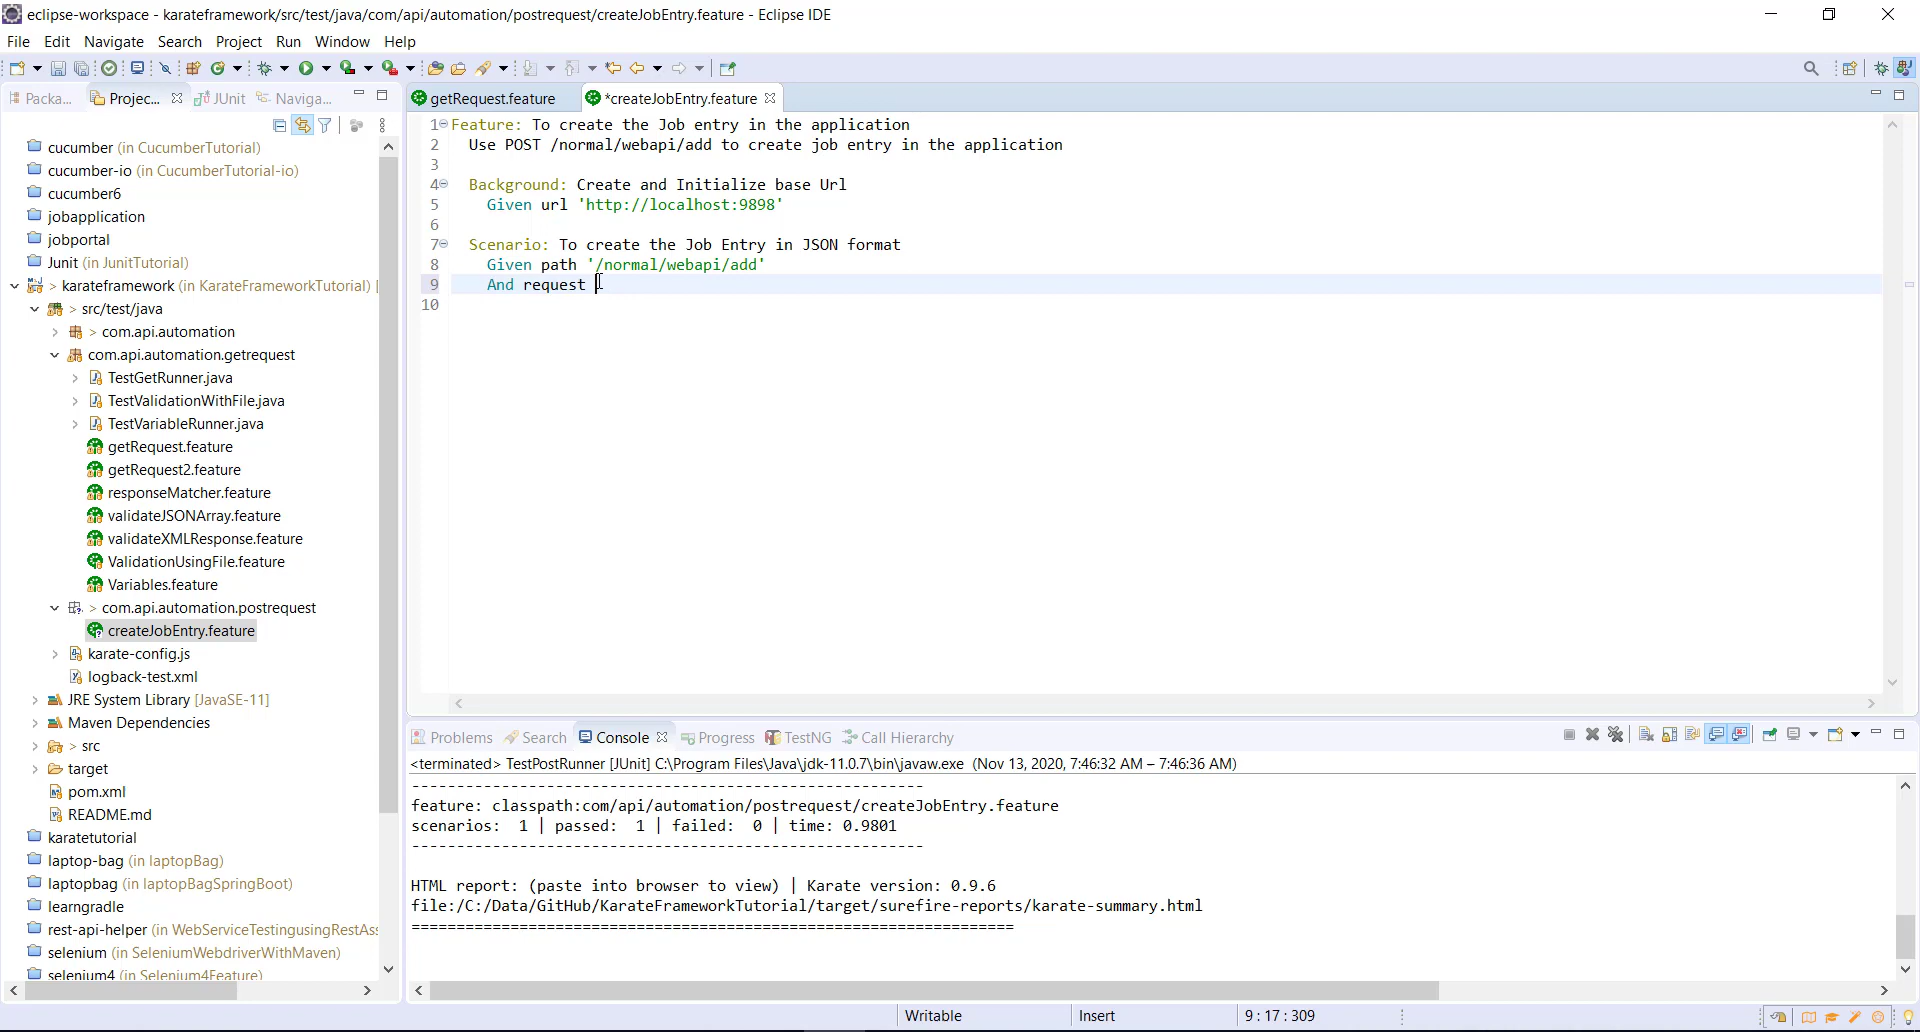 eclipse-workspace - karateframework/src/test/java/com/api/automation/postrequest/createJobEntry.feature - Eclipse IDE
File Edit Navigate Search Project Run Window Help
Packa... Projec... JUnit Naviga...
getRequest.feature *createJobEntry.feature
cucumber (in CucumberTutorial)
cucumber-io (in CucumberTutorial-io)
cucumber6
jobapplication
jobportal
Junit (in JunitTutorial)
> karateframework (in KarateFrameworkTutorial) [
> src/test/java
> com.api.automation
com.api.automation.getrequest
TestGetRunner.java
TestValidationWithFile.java
TestVariableRunner.java
getRequest.feature
getRequest2.feature
responseMatcher.feature
validateJSONArray.feature
validateXMLResponse.feature
ValidationUsingFile.feature
Variables.feature
> com.api.automation.postrequest
createJobEntry.feature
karate-config.js
logback-test.xml
JRE System Library [JavaSE-11]
Maven Dependencies
> src
target
pom.xml
README.md
karatetutorial
laptop-bag (in laptopBag)
laptopbag (in laptopBagSpringBoot)
learngradle
rest-api-helper (in WebServiceTestingusingRestAss
selenium (in SeleniumWebdriverWithMaven)
selenium4 (in Selenium4Feature)
1 Feature: To create the Job entry in the application
2 Use POST /normal/webapi/add to create job entry in the application
3
4 Background: Create and Initialize base Url
5 Given url 'http://localhost:9898'
6
7 Scenario: To create the Job Entry in JSON format
8 Given path '/normal/webapi/add'
9 And request
10
Problems Search Console Progress TestNG Call Hierarchy
<terminated> TestPostRunner [JUnit] C:\Program Files\Java\jdk-11.0.7\bin\javaw.exe (Nov 13, 2020, 7:46:32 AM – 7:46:36 AM)
---------------------------------------------------------
feature: classpath:com/api/automation/postrequest/createJobEntry.feature
scenarios: 1 | passed: 1 | failed: 0 | time: 0.9801
---------------------------------------------------------
HTML report: (paste into browser to view) | Karate version: 0.9.6
file:/C:/Data/GitHub/KarateFrameworkTutorial/target/surefire-reports/karate-summary.html
===================================================================
Writable Insert 9 : 17 : 309